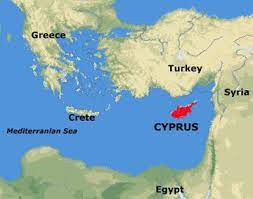 Greece
Turkey
Syria
Crete
CYPRUS
Mediterranean Sea
Egypt